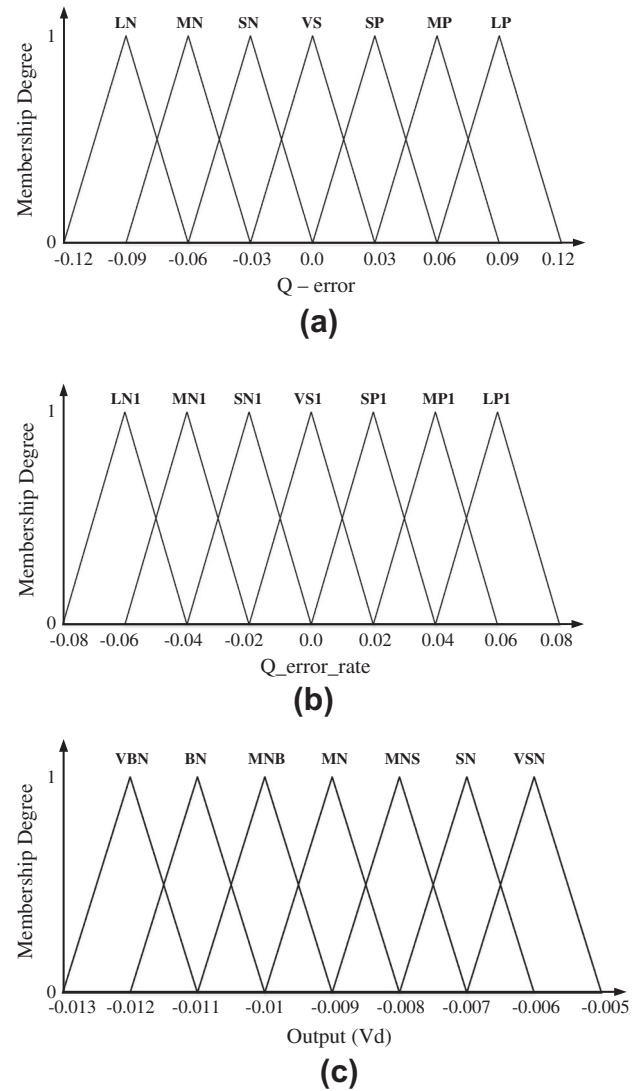 LN MN SN VS SP MP LP
1
Membership Degree
0
-0.12 -0.09 -0.06 -0.03 0.0 0.03 0.06 0.09 0.12
Q – error
(a)
LN1 MN1 SN1 VS1 SP1 MP1 LP1
1
Membership Degree
0
-0.08 -0.06 -0.04 -0.02 0.0 0.02 0.04 0.06 0.08
Q_error_rate
(b)
VBN BN MNB MN MNS SN VSN
1
Membership Degree
0
-0.013 -0.012 -0.011 -0.01 -0.009 -0.008 -0.007 -0.006 -0.005
Output (Vd)
(c)